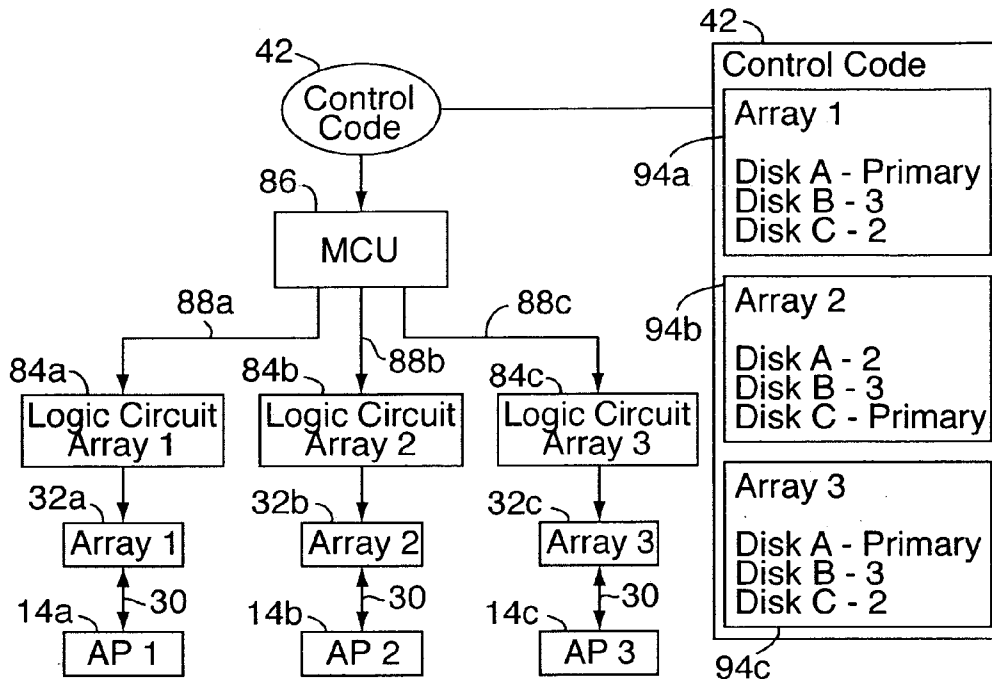 42
Control
Code
86
MCU
88a
88b
88c
84a
Logic Circuit
Array 1
84b
Logic Circuit
Array 2
84c
Logic Circuit
Array 3
32a
Array 1
32b
Array 2
32c
Array 3
30
30
30
14a
AP 1
14b
AP 2
14c
AP 3
42
Control Code
94a
Array 1
Disk A - Primary
Disk B - 3
Disk C - 2
94b
Array 2
Disk A - 2
Disk B - 3
Disk C - Primary
Array 3
Disk A - Primary
Disk B - 3
Disk C - 2
94c